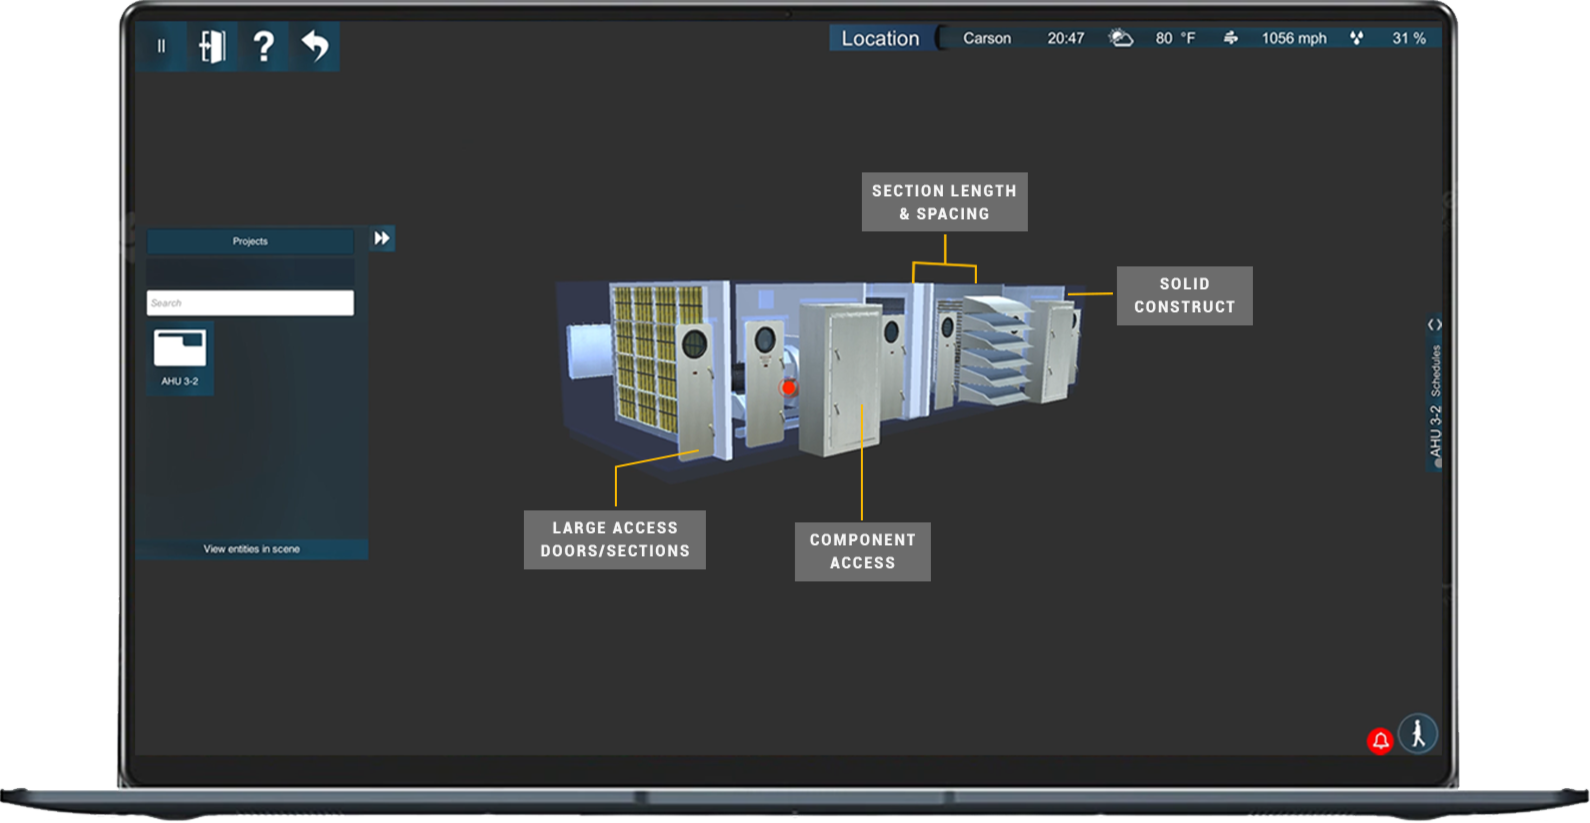 Location
Carson 20:47 80 °F 1056 mph 31 %
SECTION LENGTH
& SPACING
Projects
Search
AHU 3-2
View entities in scene
SOLID
CONSTRUCT
AHU 3-2 Schedules
LARGE ACCESS
DOORS/SECTIONS
COMPONENT
ACCESS